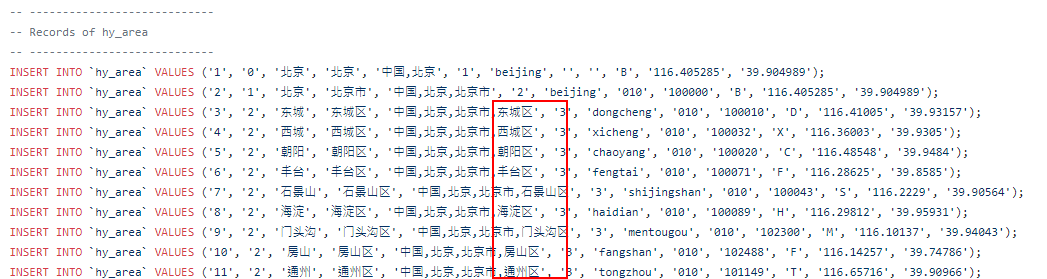 -- ----------------------------
-- Records of hy_area
-- ----------------------------
INSERT INTO `hy_area` VALUES ('1', '0', '北京', '北京', '中国,北京', '1', 'beijing', '', '', 'B', '116.405285', '39.904989');
INSERT INTO `hy_area` VALUES ('2', '1', '北京', '北京市', '中国,北京,北京市', '2', 'beijing', '010', '100000', 'B', '116.405285', '39.904989');
INSERT INTO `hy_area` VALUES ('3', '2', '东城', '东城区', '中国,北京,北京市,东城区', '3', 'dongcheng', '010', '100010', 'D', '116.41005', '39.93157');
INSERT INTO `hy_area` VALUES ('4', '2', '西城', '西城区', '中国,北京,北京市,西城区', '3', 'xicheng', '010', '100032', 'X', '116.36003', '39.9305');
INSERT INTO `hy_area` VALUES ('5', '2', '朝阳', '朝阳区', '中国,北京,北京市,朝阳区', '3', 'chaoyang', '010', '100020', 'C', '116.48548', '39.9484');
INSERT INTO `hy_area` VALUES ('6', '2', '丰台', '丰台区', '中国,北京,北京市,丰台区', '3', 'fengtai', '010', '100071', 'F', '116.28625', '39.8585');
INSERT INTO `hy_area` VALUES ('7', '2', '石景山', '石景山区', '中国,北京,北京市,石景山区', '3', 'shijingshan', '010', '100043', 'S', '116.2229', '39.90564');
INSERT INTO `hy_area` VALUES ('8', '2', '海淀', '海淀区', '中国,北京,北京市,海淀区', '3', 'haidian', '010', '100089', 'H', '116.29812', '39.95931');
INSERT INTO `hy_area` VALUES ('9', '2', '门头沟', '门头沟区', '中国,北京,北京市,门头沟区', '3', 'mentougou', '010', '102300', 'M', '116.10137', '39.94043');
INSERT INTO `hy_area` VALUES ('10', '2', '房山', '房山区', '中国,北京,北京市,房山区', '3', 'fangshan', '010', '102488', 'F', '116.14257', '39.74786');
INSERT INTO `hy_area` VALUES ('11', '2', '通州', '通州区', '中国,北京,北京市,通州区', '3', 'tongzhou', '010', '101149', 'T', '116.65716', '39.90966');